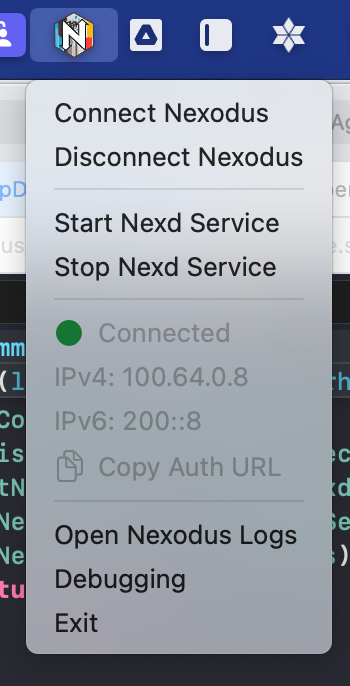 N
Connect Nexodus
Disconnect Nexodus
Start Nexd Service
Stop Nexd Service
Connected
IPv4: 100.64.0.8
IPv6: 200::8
Copy Auth URL
Open Nexodus Logs
Debugging
Exit